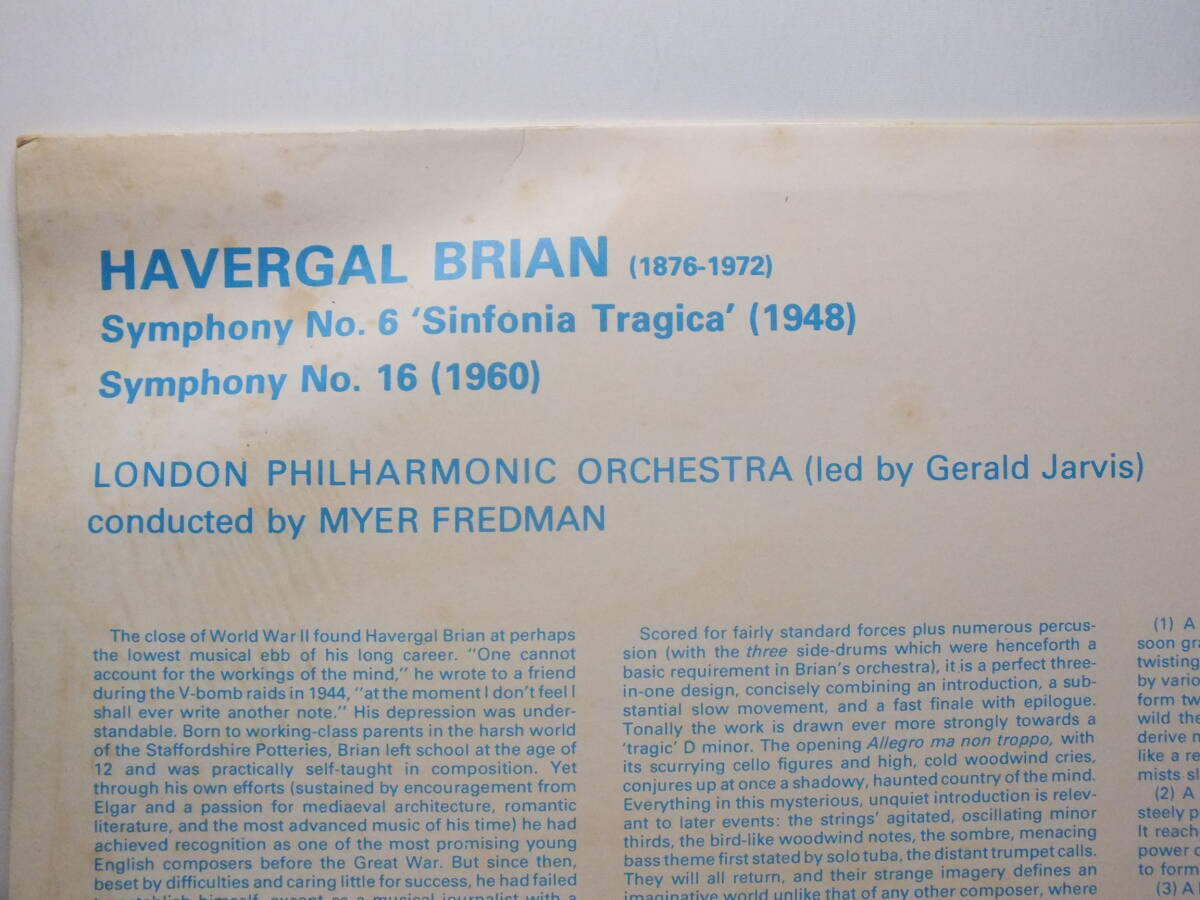 HAVERGAL BRIAN (1876-1972)
Symphony No. 6 ‘Sinfonia Tragica’ (1948)
Symphony No. 16 (1960)
LONDON PHILHARMONIC ORCHESTRA (led by Gerald Jarvis)
conducted by MYER FREDMAN
The close of World War II found Havergal Brian at perhaps
the lowest musical ebb of his long career. "One cannot
account for the workings of the mind," he wrote to a friend
during the V-bomb raids in 1944, "at the moment I don't feel I
shall ever write another note." His depression was under-
standable. Born to working-class parents in the harsh world
of the Staffordshire Potteries, Brian left school at the age of
12 and was practically self-taught in composition. Yet
through his own efforts (sustained by encouragement from
Elgar and a passion for mediaeval architecture, romantic
literature, and the most advanced music of his time) he had
achieved recognition as one of the most promising young
English composers before the Great War. But since then,
beset by difficulties and caring little for success, he had failed
to establish himself, except as a musical journalist with a
Scored for fairly standard forces plus numerous percus-
sion (with the three side-drums which were henceforth a
basic requirement in Brian's orchestra), it is a perfect three-
in-one design, concisely combining an introduction, a sub-
stantial slow movement, and a fast finale with epilogue.
Tonally the work is drawn ever more strongly towards a
‘tragic’ D minor. The opening Allegro ma non troppo, with
its scurrying cello figures and high, cold woodwind cries,
conjures up at once a shadowy, haunted country of the mind.
Everything in this mysterious, unquiet introduction is relev-
ant to later events: the strings' agitated, oscillating minor
thirds, the bird-like woodwind notes, the sombre, menacing
bass theme first stated by solo tuba, the distant trumpet calls.
They will all return, and their strange imagery defines an
imaginative world unlike that of any other composer, where
(1) A
soon gra
twisting
by vario
form tw
wild the
derive n
like a re
mists sl
(2) A
steely p
It reach
power o
to form
(3) A